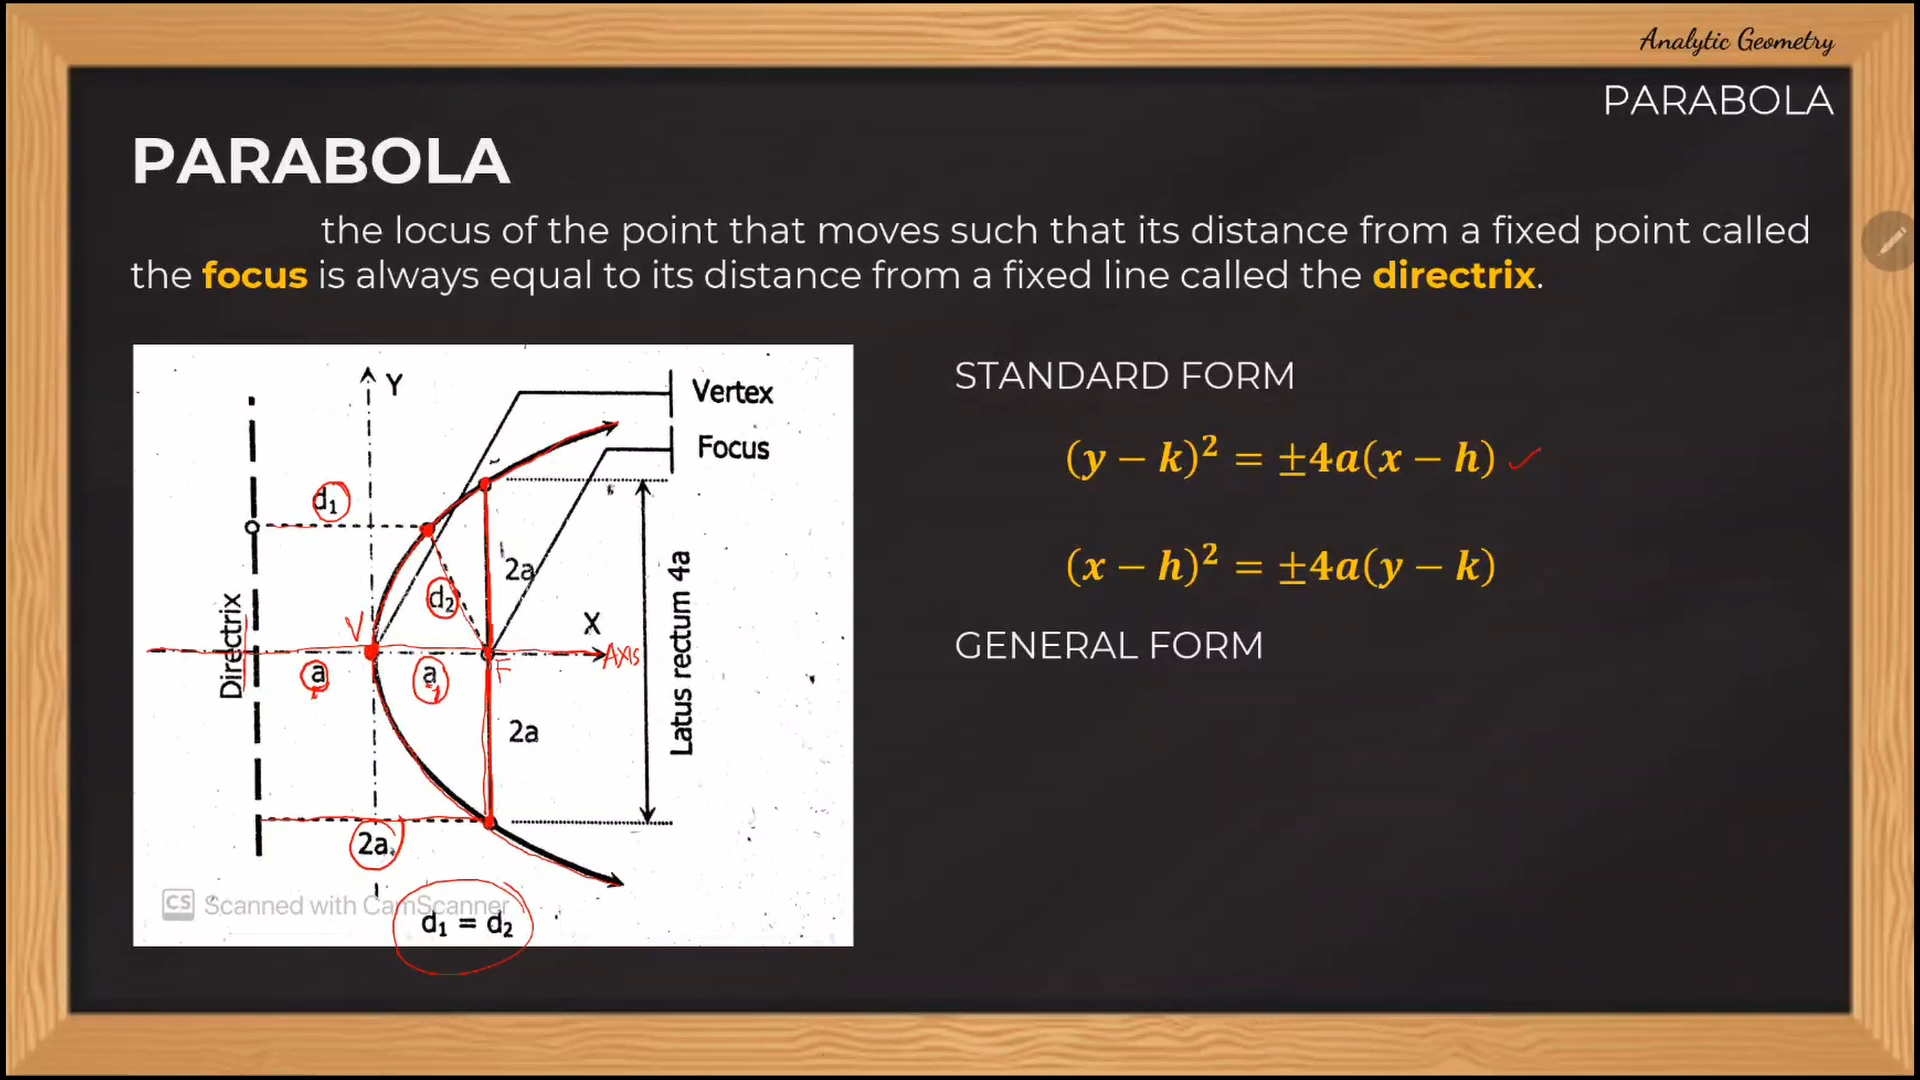 Analytic Geometry
PARABOLA
PARABOLA
the locus of the point that moves such that its distance from a fixed point called
the focus is always equal to its distance from a fixed line called the directrix.
Y
Vertex
Focus
d₁
2a
d₂
Latus rectum 4a
Directrix
V
X
AXIS
a
a
F
2a
2a
CS Scanned with CamScanner
d₁ = d₂
STANDARD FORM
(y − k)² = ±4a(x − h) ✓
(x − h)² = ±4a(y − k)
GENERAL FORM